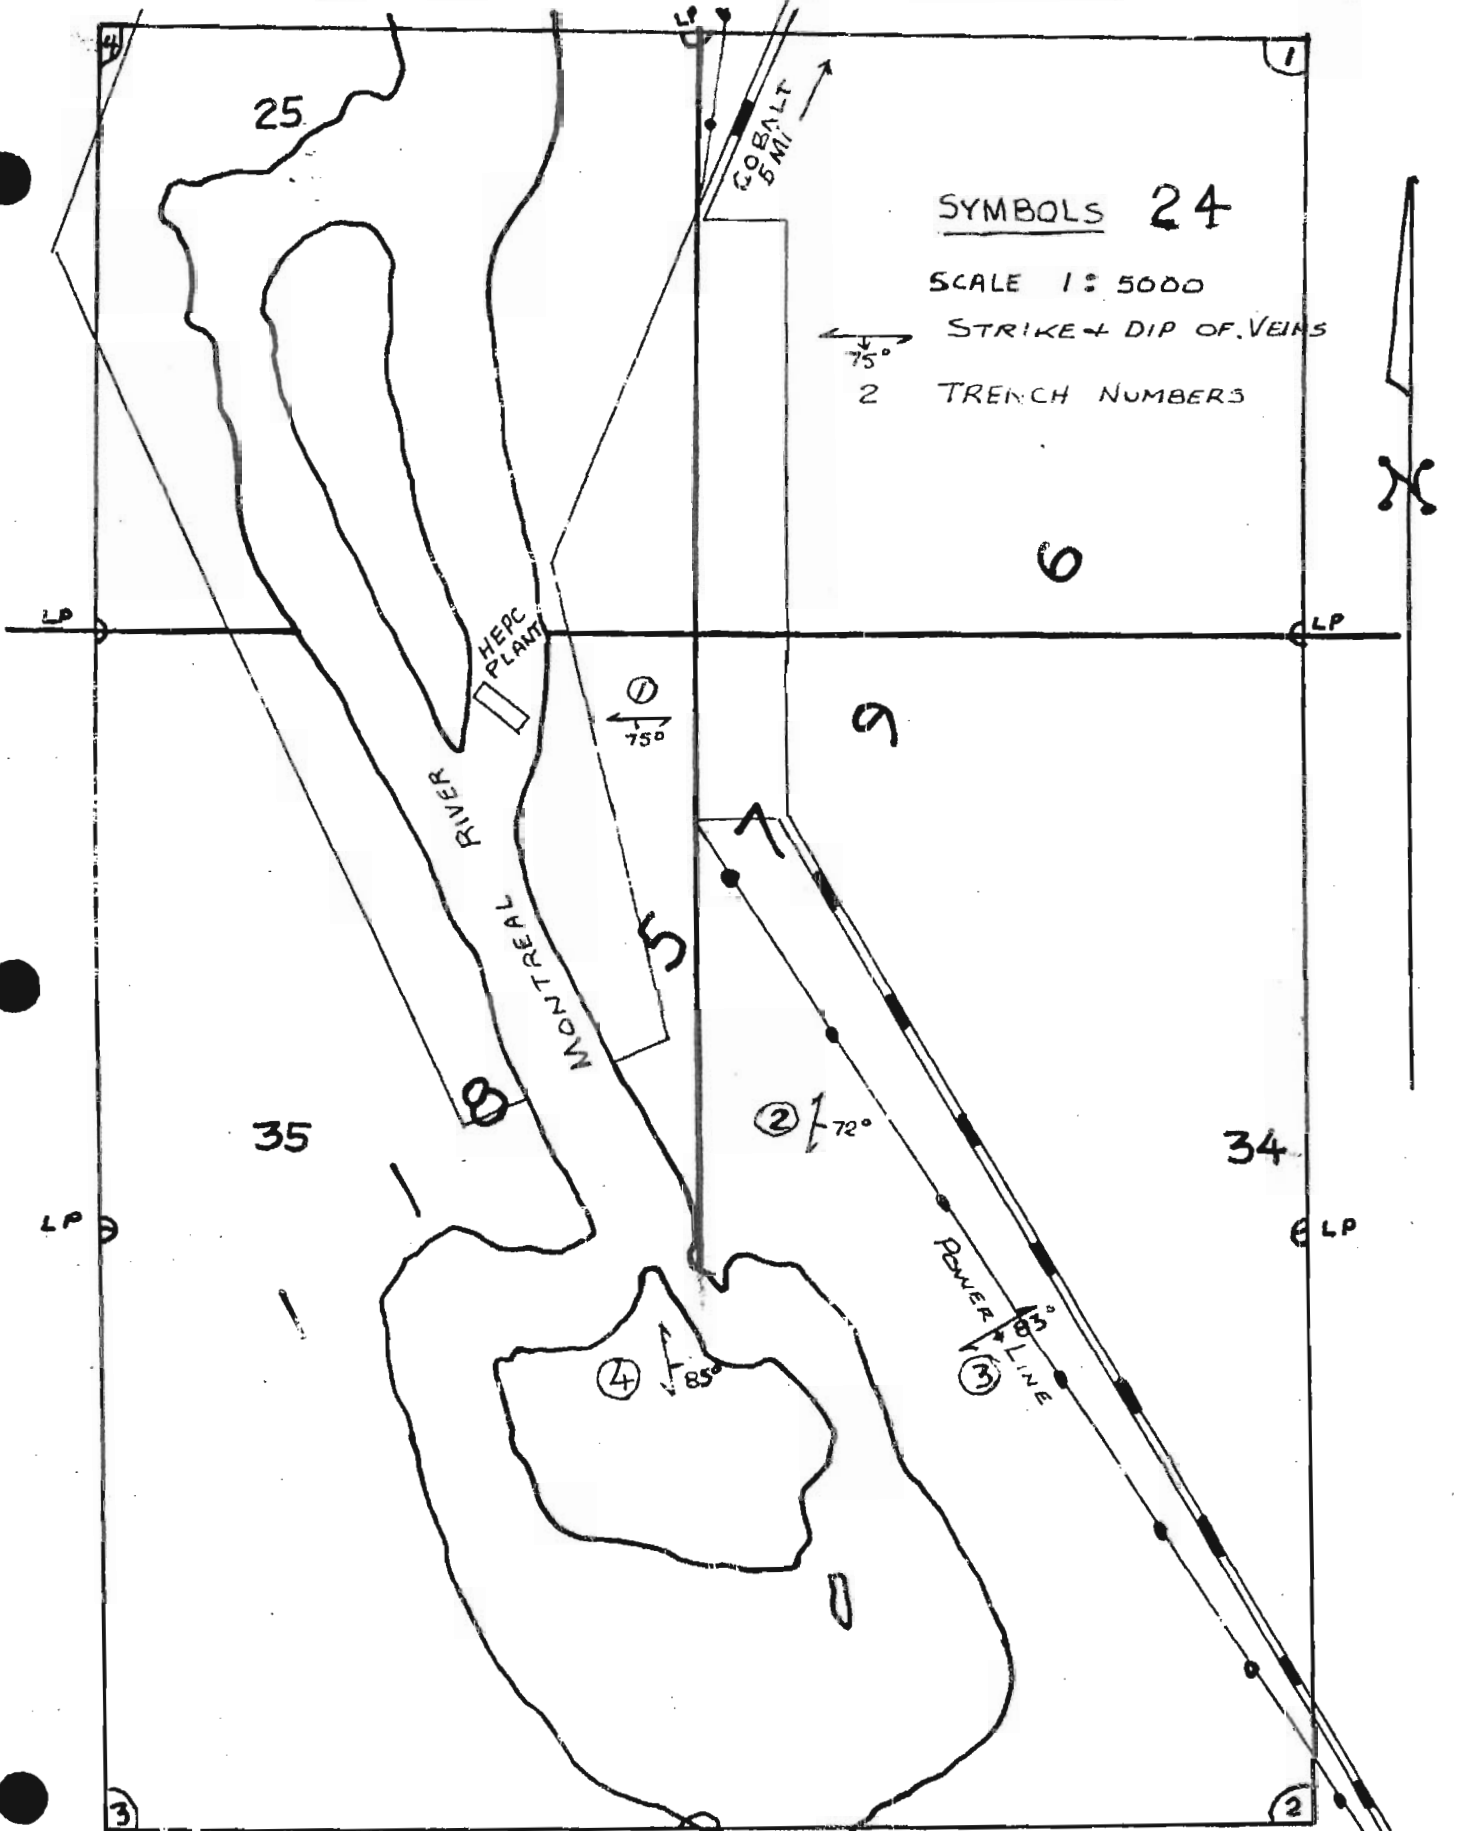 LP
4
1
25
COBALT
5 MI
SYMBOLS 24
SCALE 1: 5000
75° STRIKE & DIP OF VEINS
2 TRENCH NUMBERS
N
6
LP
LP
HEPC
PLANT
1
75°
9
7
RIVER
MONTREAL
5
8
2
72°
35
34
LP
LP
POWER
LINE
83°
3
4
85°
3
2